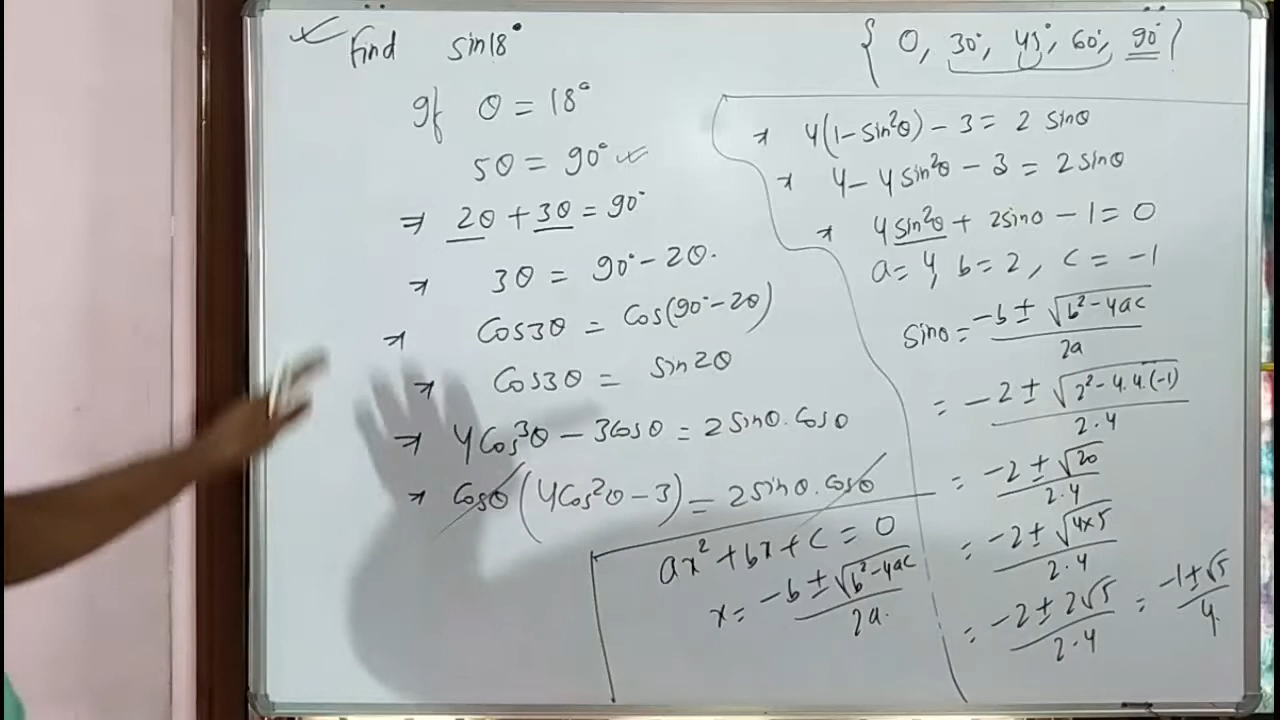 Find sin18°
{ 0, 30°, 45°, 60°, 90° }
If θ = 18°
5θ = 90°
⇒ 2θ + 3θ = 90°
⇒ 3θ = 90° - 2θ.
⇒ Cos3θ = Cos(90° - 2θ)
⇒ Cos3θ = sin2θ
⇒ 4Cos³θ - 3Cosθ = 2sinθ.Cosθ
⇒ Cosθ(4Cos²θ - 3) = 2sinθ.Cosθ
ax² + bx + c = 0
x = (-b ± √(b² - 4ac)) / 2a.
⇒ 4(1 - sin²θ) - 3 = 2 sinθ
⇒ 4 - 4sin²θ - 3 = 2sinθ
⇒ 4sin²θ + 2sinθ - 1 = 0
a = 4, b = 2, c = -1
sinθ = (-b ± √(b² - 4ac)) / 2a
= (-2 ± √(2² - 4.4.(-1))) / 2.4
= (-2 ± √20) / 2.4
= (-2 ± √(4×5)) / 2.4
= (-2 ± 2√5) / 2.4 = (-1 ± √5) / 4.